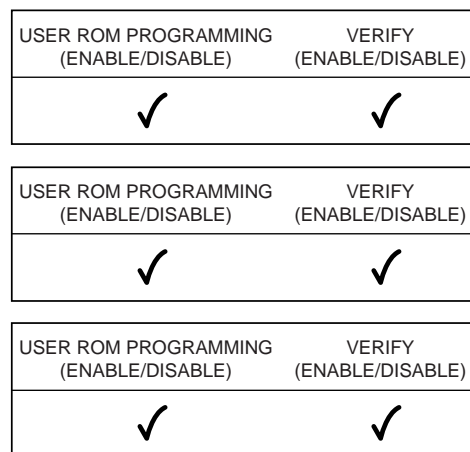 USER ROM PROGRAMMING VERIFY
(ENABLE/DISABLE) (ENABLE/DISABLE)
✓ ✓
USER ROM PROGRAMMING VERIFY
(ENABLE/DISABLE) (ENABLE/DISABLE)
✓ ✓
USER ROM PROGRAMMING VERIFY
(ENABLE/DISABLE) (ENABLE/DISABLE)
✓ ✓